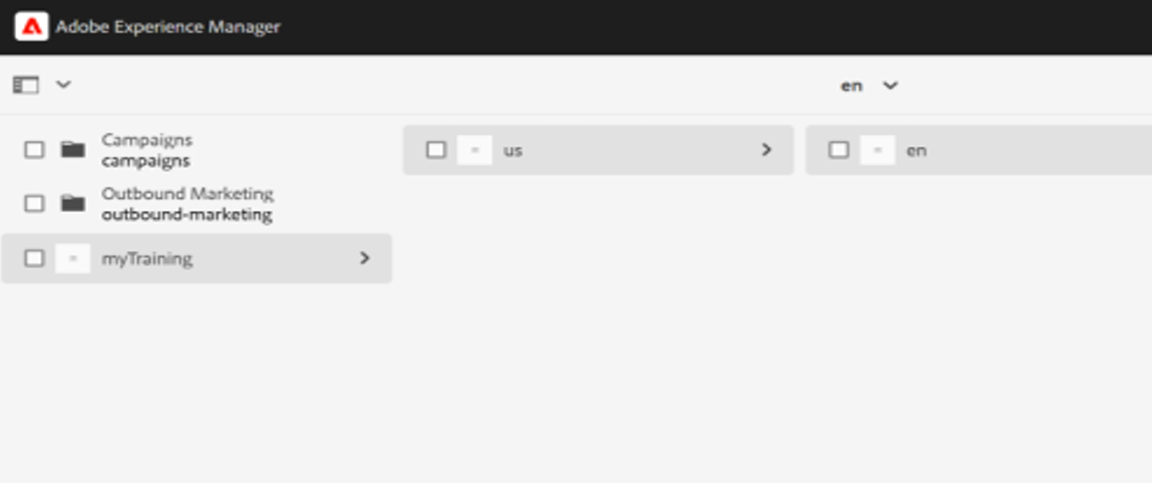 Adobe Experience Manager
en
Campaigns
campaigns
Outbound Marketing
outbound-marketing
myTraining
us
en